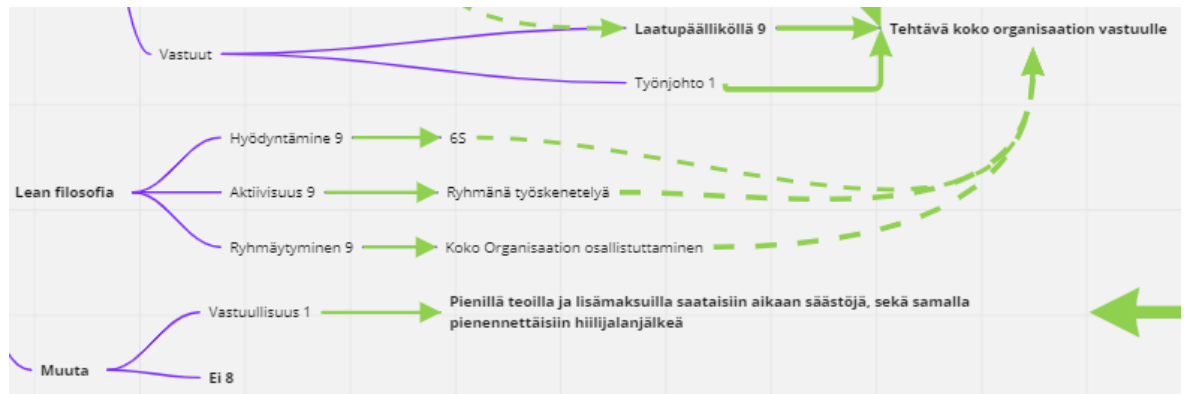 Laatupäälliköllä 9
Tehtävä koko organisaation vastuulle
Vastuut
Työnjohto 1
Hyödyntämine 9
6S
Lean filosofia
Aktiivisuus 9
Ryhmänä työskenetelyä
Ryhmäytyminen 9
Koko Organisaation osallistuttaminen
Vastuullisuus 1
Pienillä teoilla ja lisämaksuilla saataisiin aikaan säästöjä, sekä samalla
pienennettäisiin hiilijalanjälkeä
Muuta
Ei 8